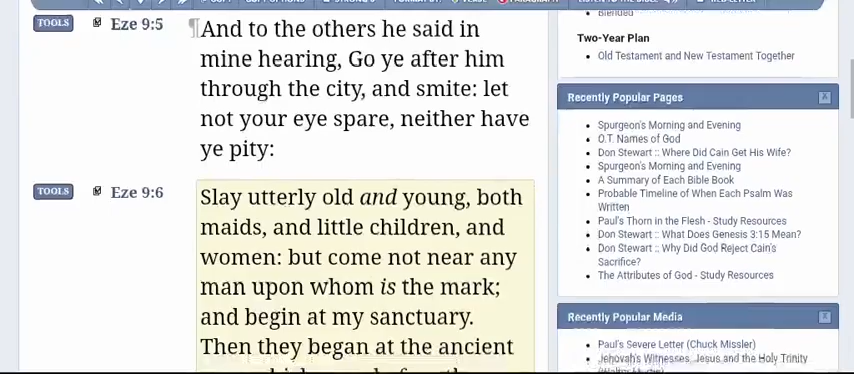 TOOLS
Eze 9:5
¶And to the others he said in
mine hearing, Go ye after him
through the city, and smite: let
not your eye spare, neither have
ye pity:
TOOLS
Eze 9:6
Slay utterly old and young, both
maids, and little children, and
women: but come not near any
man upon whom is the mark;
and begin at my sanctuary.
Then they began at the ancient
Blended
Two-Year Plan
Old Testament and New Testament Together
Recently Popular Pages
Spurgeon's Morning and Evening
O.T. Names of God
Don Stewart :: Where Did Cain Get His Wife?
Spurgeon's Morning and Evening
A Summary of Each Bible Book
Probable Timeline of When Each Psalm Was
Written
Paul's Thorn in the Flesh - Study Resources
Don Stewart :: What Does Genesis 3:15 Mean?
Don Stewart :: Why Did God Reject Cain's
Sacrifice?
The Attributes of God - Study Resources
Recently Popular Media
Paul's Severe Letter (Chuck Missler)
Jehovah's Witnesses, Jesus and the Holy Trinity